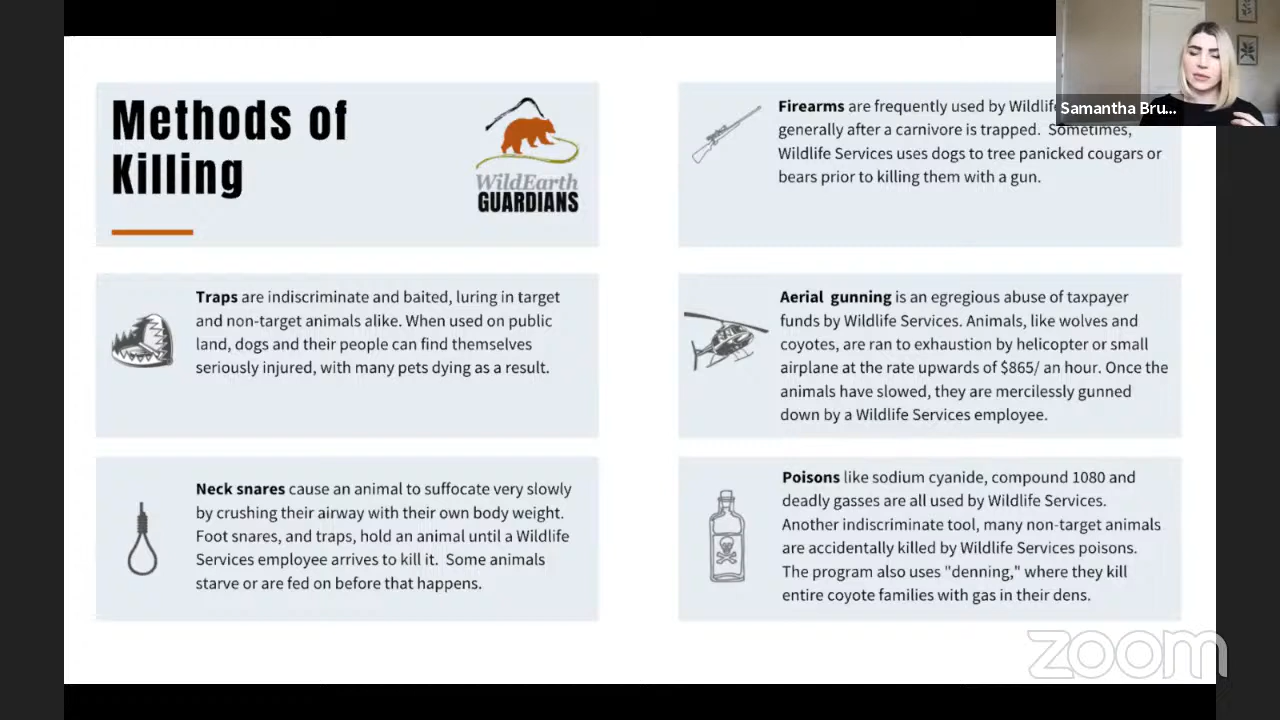 Methods of
Killing
WildEarth
GUARDIANS
Traps are indiscriminate and baited, luring in target
and non-target animals alike. When used on public
land, dogs and their people can find themselves
seriously injured, with many pets dying as a result.
Neck snares cause an animal to suffocate very slowly
by crushing their airway with their own body weight.
Foot snares, and traps, hold an animal until a Wildlife
Services employee arrives to kill it. Some animals
starve or are fed on before that happens.
Firearms are frequently used by
generally after a carnivore is trapped. Sometimes,
Wildlife Services uses dogs to tree panicked cougars or
bears prior to killing them with a gun.
Aerial gunning is an egregious abuse of taxpayer
funds by Wildlife Services. Animals, like wolves and
coyotes, are ran to exhaustion by helicopter or small
airplane at the rate upwards of $865/ an hour. Once the
animals have slowed, they are mercilessly gunned
down by a Wildlife Services employee.
Poisons like sodium cyanide, compound 1080 and
deadly gasses are all used by Wildlife Services.
Another indiscriminate tool, many non-target animals
are accidentally killed by Wildlife Services poisons.
The program also uses "denning," where they kill
entire coyote families with gas in their dens.
Samantha Bru...
zoom